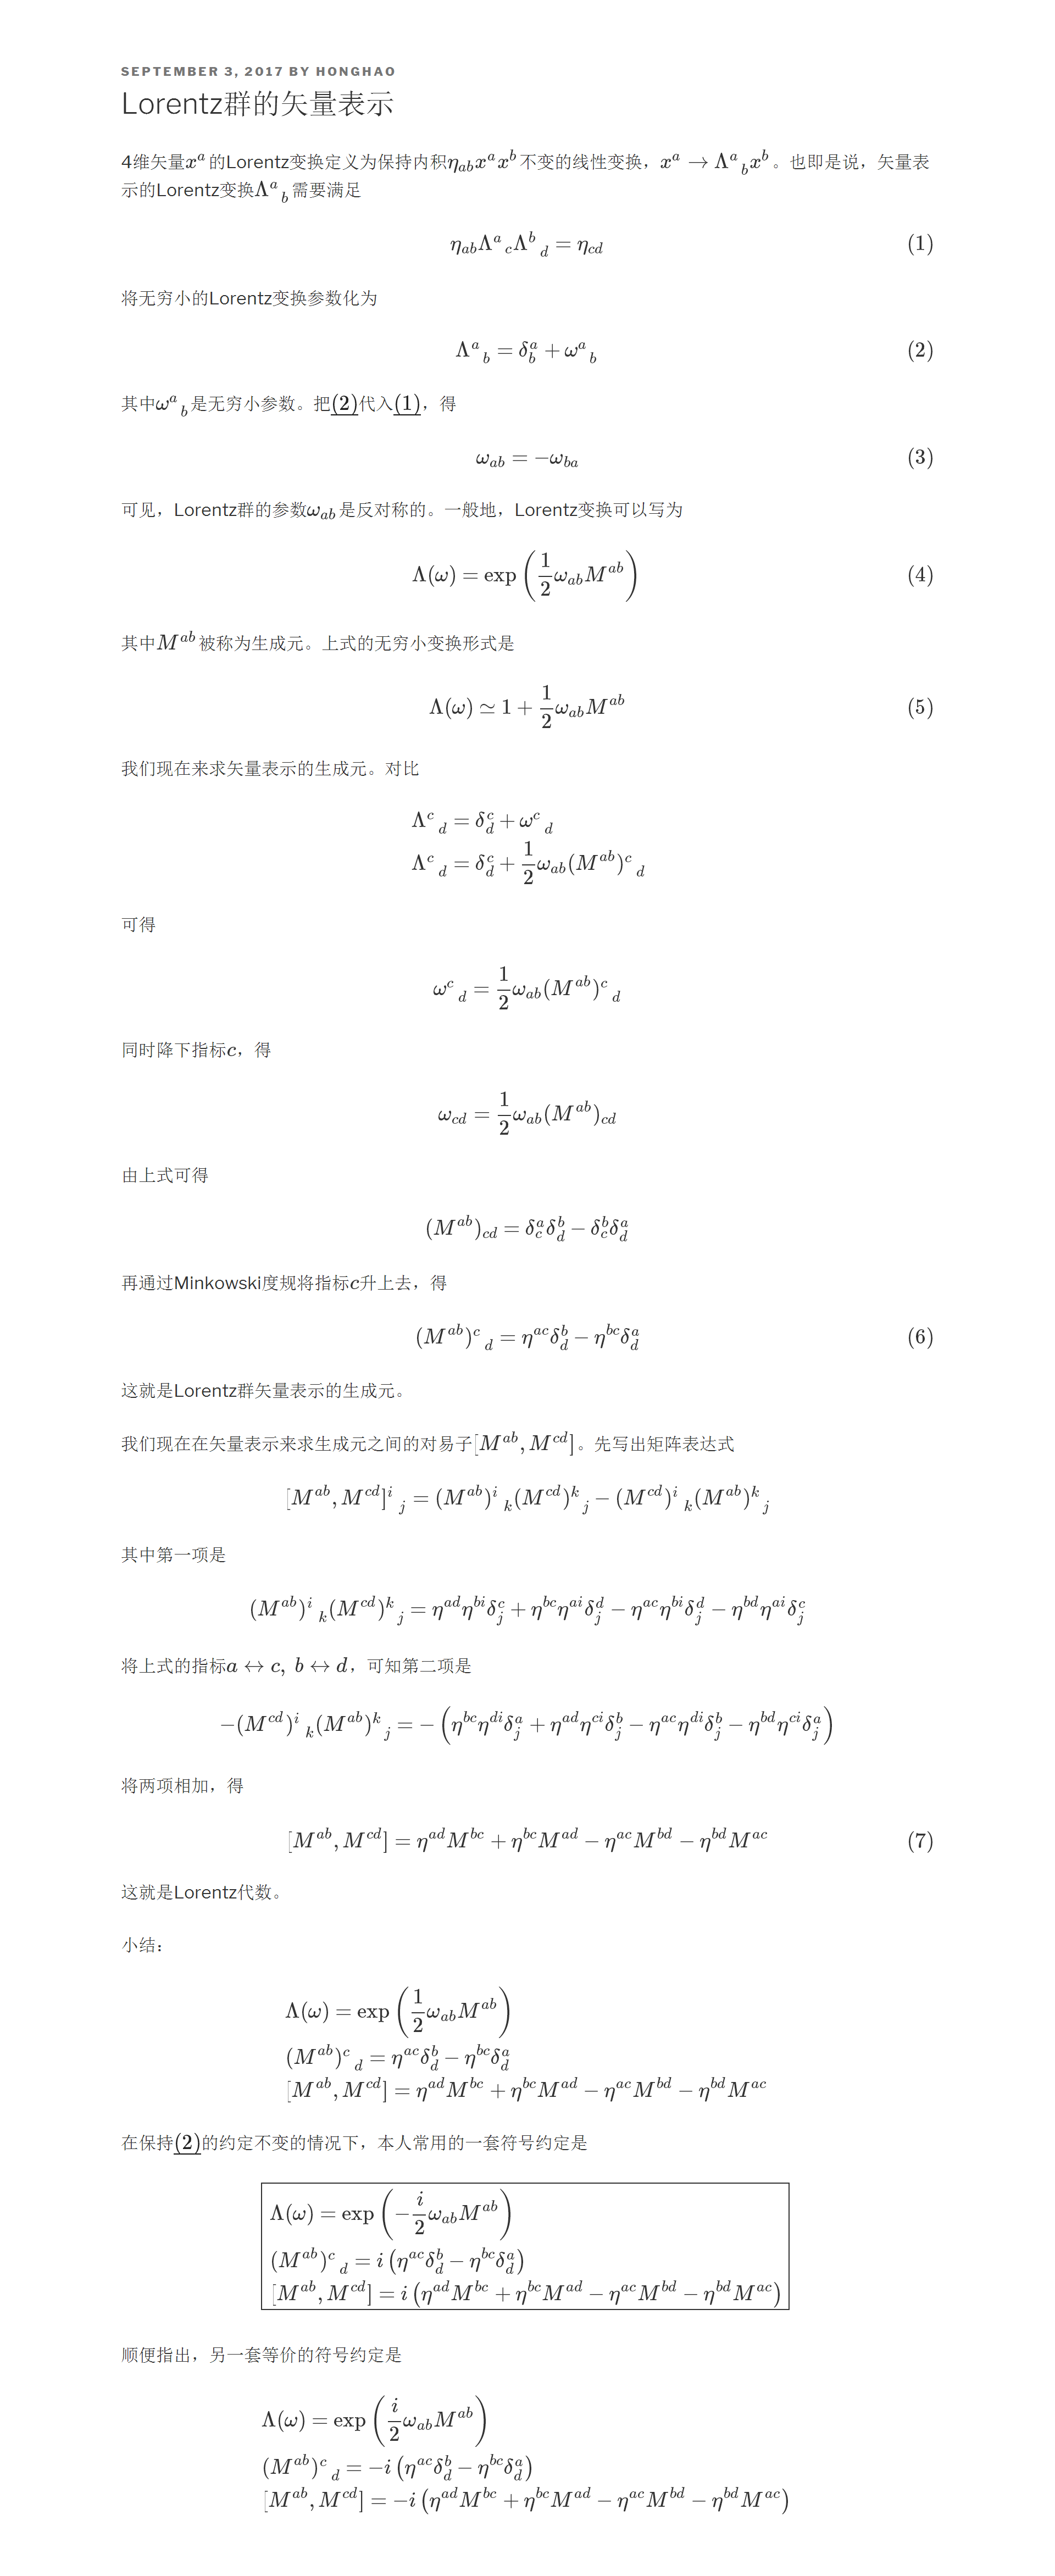 SEPTEMBER 3, 2017 BY HONGHAO
Lorentz群的矢量表示
4维矢量$x^a$的Lorentz变换定义为保持内积$\eta_{ab}x^a x^b$不变的线性变换，$x^a \to \Lambda^a{}_b x^b$。也即是说，矢量表
示的Lorentz变换$\Lambda^a{}_b$需要满足
$\eta_{ab}\Lambda^a{}_c\Lambda^b{}_d = \eta_{cd}$ (1)
将无穷小的Lorentz变换参数化为
$\Lambda^a{}_b = \delta^a_b + \omega^a{}_b$ (2)
其中$\omega^a{}_b$是无穷小参数。把(2)代入(1)，得
$\omega_{ab} = -\omega_{ba}$ (3)
可见，Lorentz群的参数$\omega_{ab}$是反对称的。一般地，Lorentz变换可以写为
$\Lambda(\omega) = \exp\left(\frac{1}{2}\omega_{ab}M^{ab}\right)$ (4)
其中$M^{ab}$被称为生成元。上式的无穷小变换形式是
$\Lambda(\omega) \simeq 1 + \frac{1}{2}\omega_{ab}M^{ab}$ (5)
我们现在来求矢量表示的生成元。对比
$\Lambda^c{}_d = \delta^c_d + \omega^c{}_d$
$\Lambda^c{}_d = \delta^c_d + \frac{1}{2}\omega_{ab}(M^{ab})^c{}_d$
可得
$\omega^c{}_d = \frac{1}{2}\omega_{ab}(M^{ab})^c{}_d$
同时降下指标$c$，得
$\omega_{cd} = \frac{1}{2}\omega_{ab}(M^{ab})_{cd}$
由上式可得
$(M^{ab})_{cd} = \delta^a_c\delta^b_d - \delta^b_c\delta^a_d$
再通过Minkowski度规将指标$c$升上去，得
$(M^{ab})^c{}_d = \eta^{ac}\delta^b_d - \eta^{bc}\delta^a_d$ (6)
这就是Lorentz群矢量表示的生成元。
我们现在在矢量表示来求生成元之间的对易子$[M^{ab}, M^{cd}]$。先写出矩阵表达式
$[M^{ab}, M^{cd}]^i{}_j = (M^{ab})^i{}_k(M^{cd})^k{}_j - (M^{cd})^i{}_k(M^{ab})^k{}_j$
其中第一项是
$(M^{ab})^i{}_k(M^{cd})^k{}_j = \eta^{ad}\eta^{bi}\delta^c_j + \eta^{bc}\eta^{ai}\delta^d_j - \eta^{ac}\eta^{bi}\delta^d_j - \eta^{bd}\eta^{ai}\delta^c_j$
将上式的指标$a \leftrightarrow c, \ b \leftrightarrow d$，可知第二项是
$-(M^{cd})^i{}_k(M^{ab})^k{}_j = -\left(\eta^{bc}\eta^{di}\delta^a_j + \eta^{ad}\eta^{ci}\delta^b_j - \eta^{ac}\eta^{di}\delta^b_j - \eta^{bd}\eta^{ci}\delta^a_j\right)$
将两项相加，得
$[M^{ab}, M^{cd}] = \eta^{ad}M^{bc} + \eta^{bc}M^{ad} - \eta^{ac}M^{bd} - \eta^{bd}M^{ac}$ (7)
这就是Lorentz代数。
小结：
$\Lambda(\omega) = \exp\left(\frac{1}{2}\omega_{ab}M^{ab}\right)$
$(M^{ab})^c{}_d = \eta^{ac}\delta^b_d - \eta^{bc}\delta^a_d$
$[M^{ab}, M^{cd}] = \eta^{ad}M^{bc} + \eta^{bc}M^{ad} - \eta^{ac}M^{bd} - \eta^{bd}M^{ac}$
在保持(2)的约定不变的情况下，本人常用的一套符号约定是
$\Lambda(\omega) = \exp\left(-\frac{i}{2}\omega_{ab}M^{ab}\right)$
$(M^{ab})^c{}_d = i\left(\eta^{ac}\delta^b_d - \eta^{bc}\delta^a_d\right)$
$[M^{ab}, M^{cd}] = i\left(\eta^{ad}M^{bc} + \eta^{bc}M^{ad} - \eta^{ac}M^{bd} - \eta^{bd}M^{ac}\right)$
顺便指出，另一套等价的符号约定是
$\Lambda(\omega) = \exp\left(\frac{i}{2}\omega_{ab}M^{ab}\right)$
$(M^{ab})^c{}_d = -i\left(\eta^{ac}\delta^b_d - \eta^{bc}\delta^a_d\right)$
$[M^{ab}, M^{cd}] = -i\left(\eta^{ad}M^{bc} + \eta^{bc}M^{ad} - \eta^{ac}M^{bd} - \eta^{bd}M^{ac}\right)$